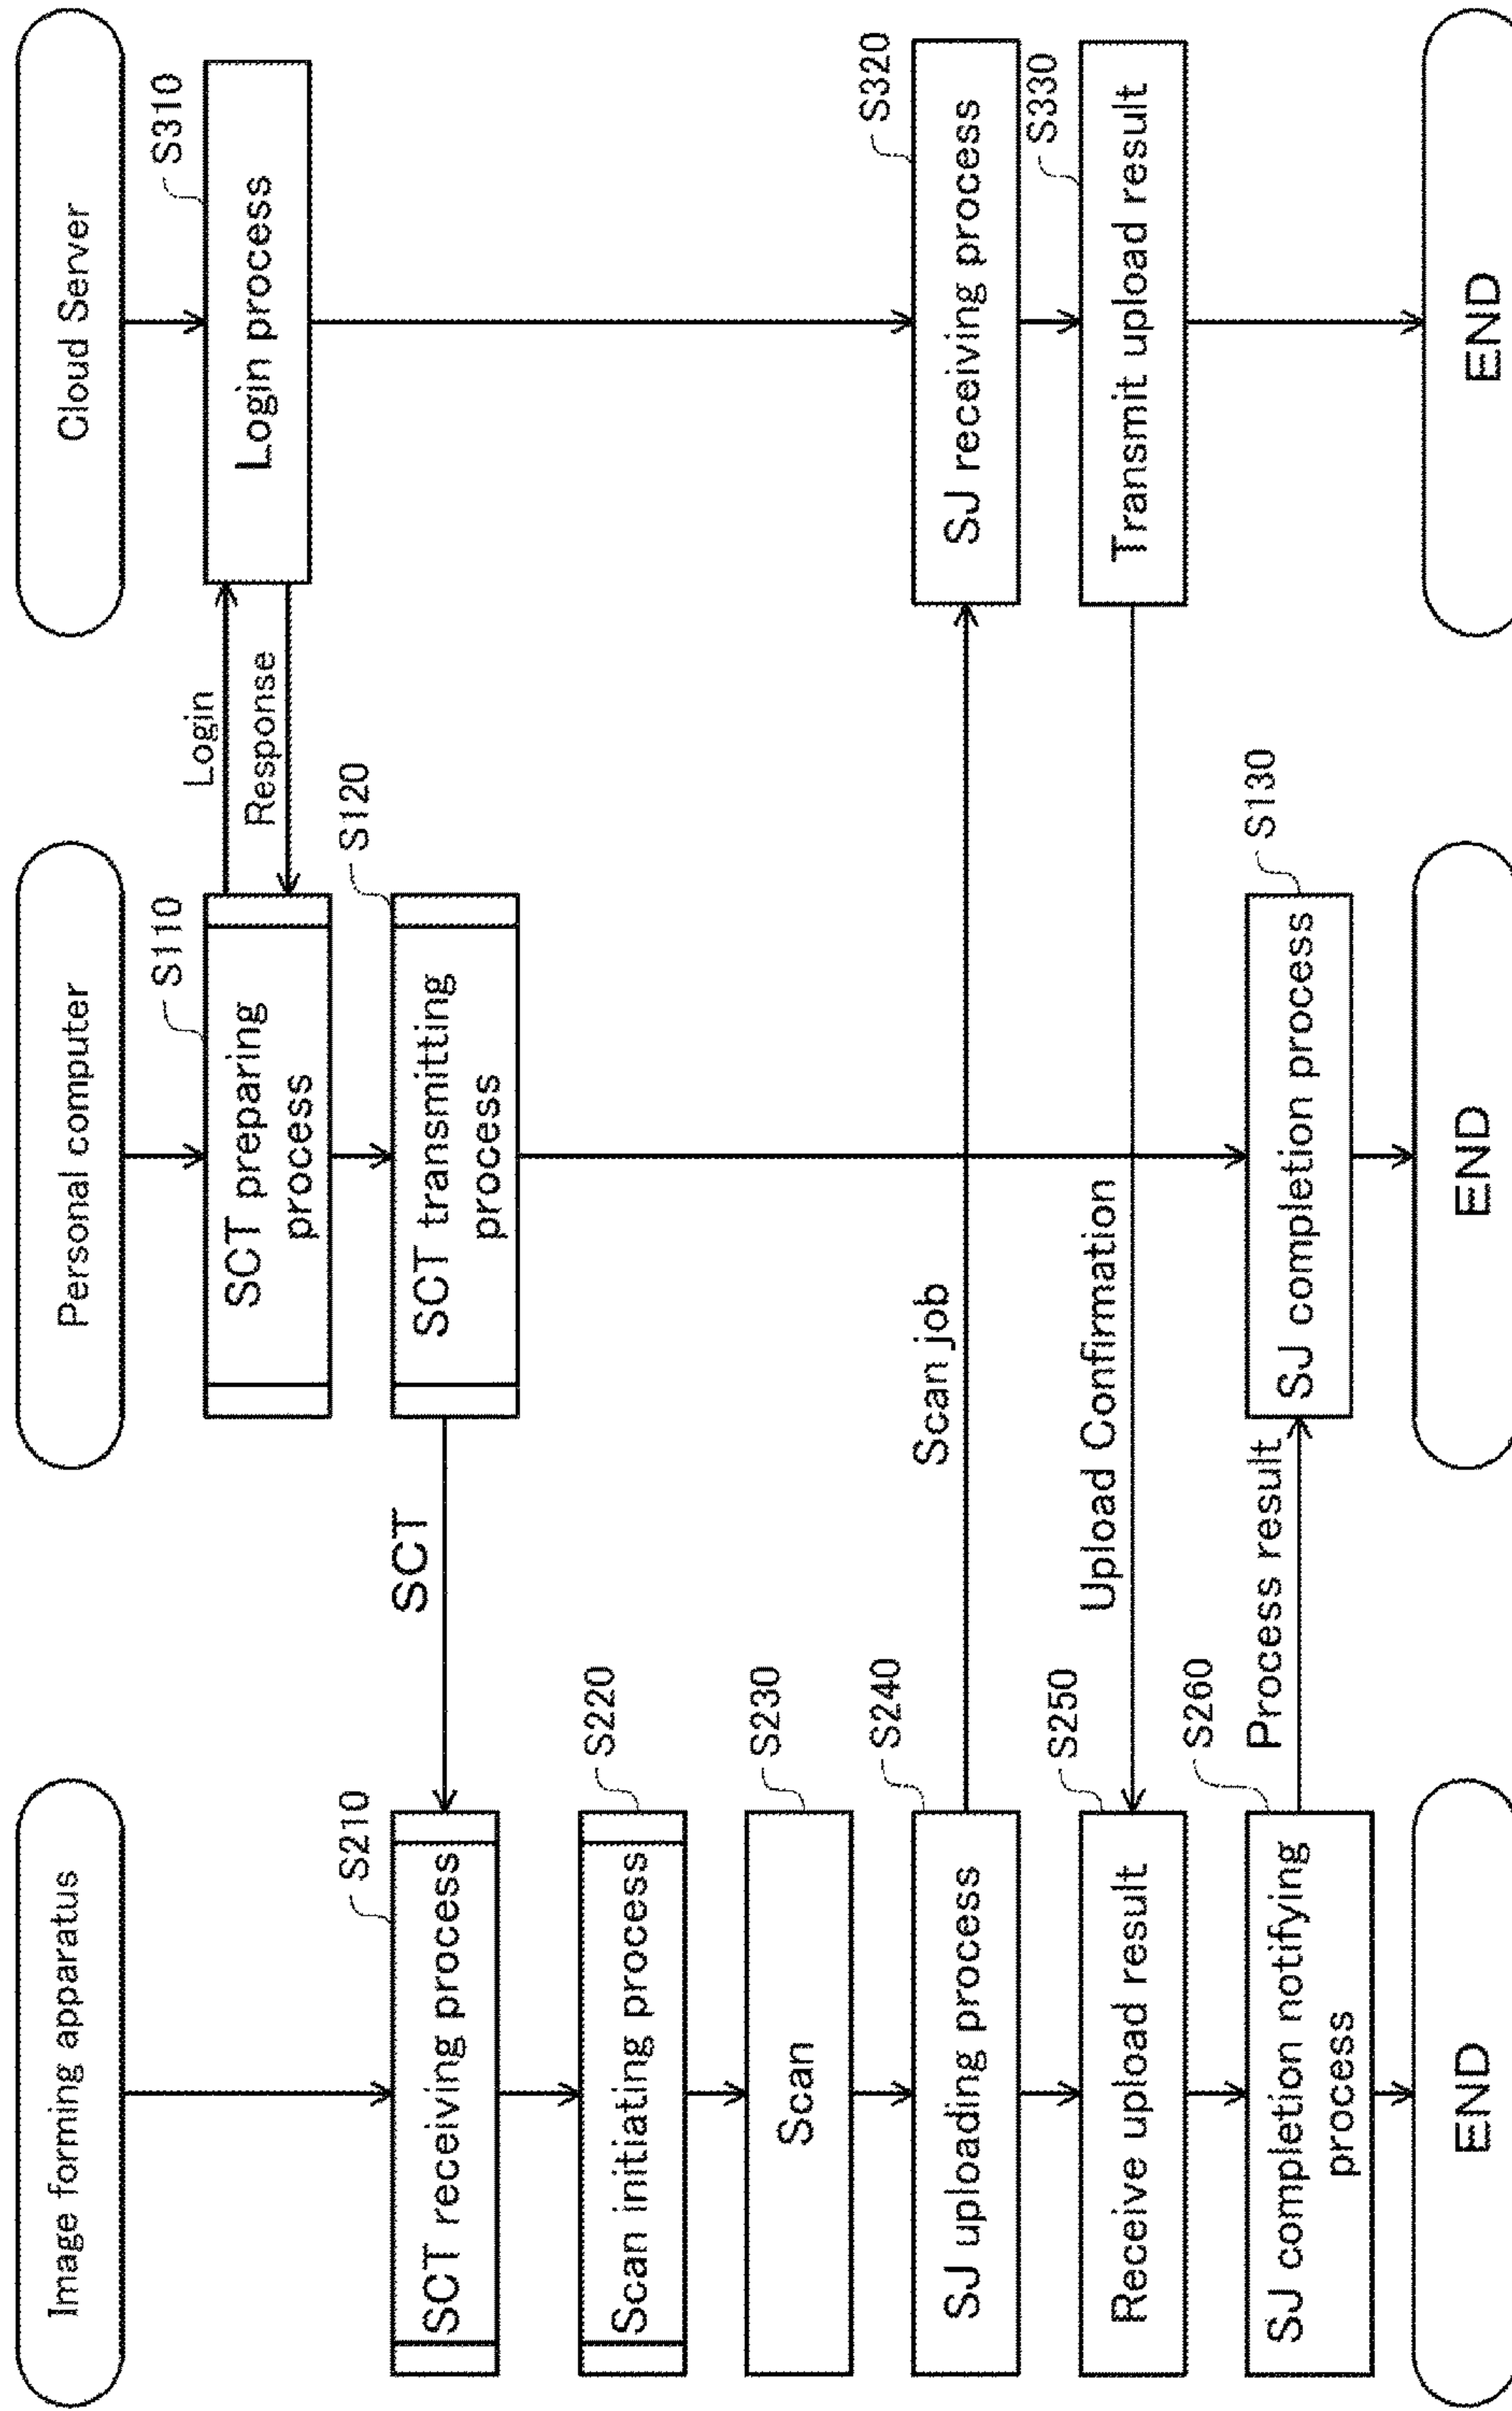 Image forming apparatus
Personal computer
Cloud Server
S110
S310
SCT preparing
process
Login
Response
Login process
S210
SCT
S120
SCT receiving process
SCT transmitting
process
S220
Scan initiating process
S230
Scan
S240
Scan job
S320
SJ uploading process
SJ receiving process
S250
Upload Confirmation
S330
Receive upload result
Transmit upload result
S260
Process result
S130
SJ completion notifying
process
SJ completion process
END
END
END